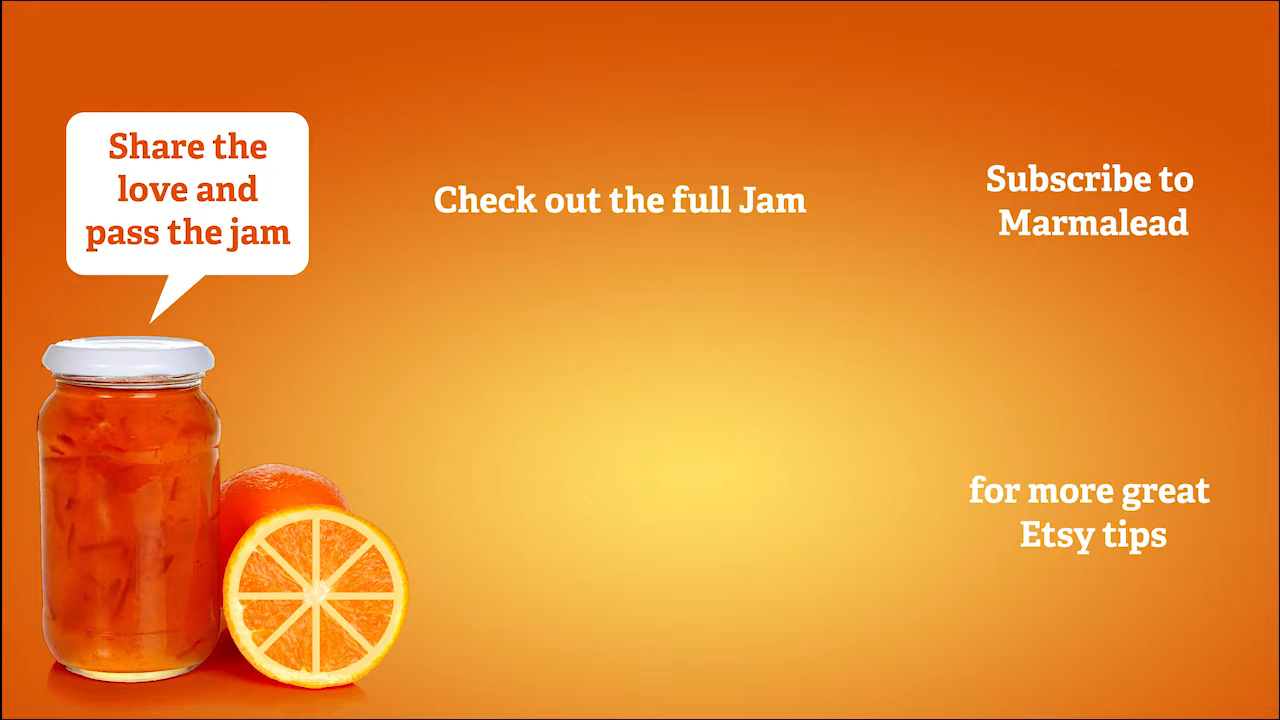 Share the
love and
pass the jam
Check out the full Jam
Subscribe to
Marmalead
for more great
Etsy tips